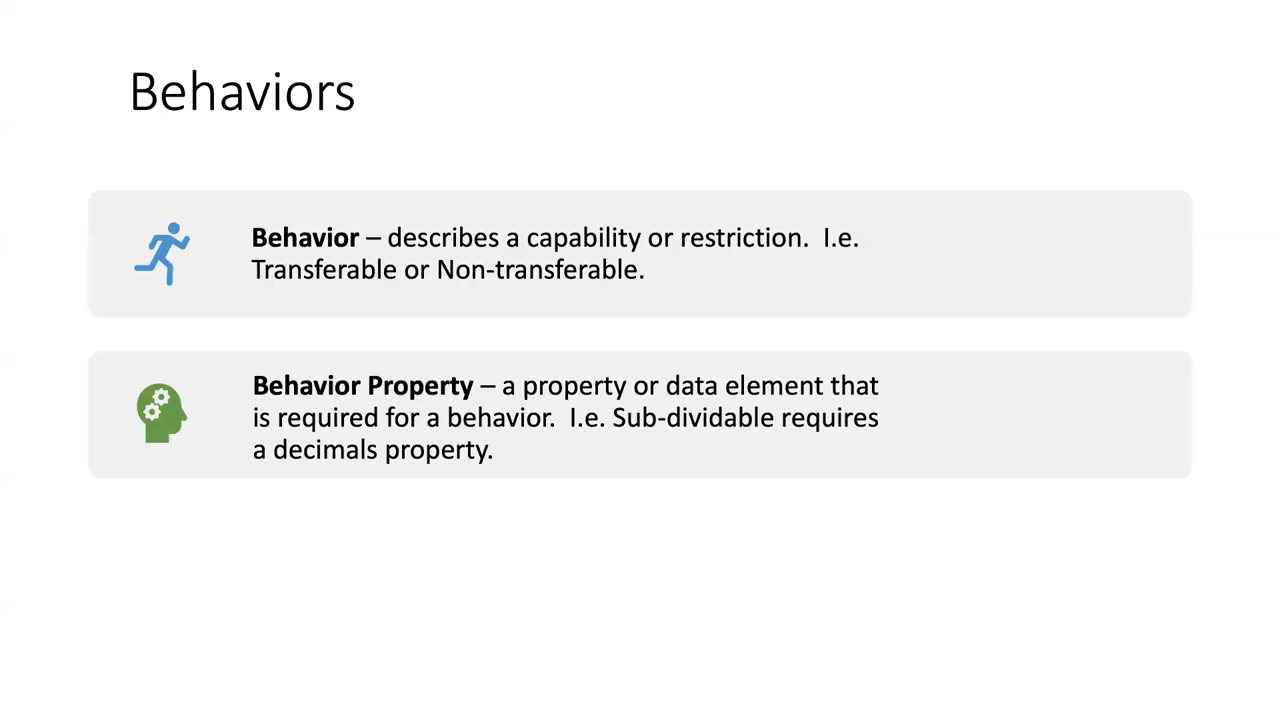 Behaviors
Behavior – describes a capability or restriction.  I.e.
Transferable or Non-transferable.
Behavior Property – a property or data element that
is required for a behavior.  I.e. Sub-dividable requires
a decimals property.